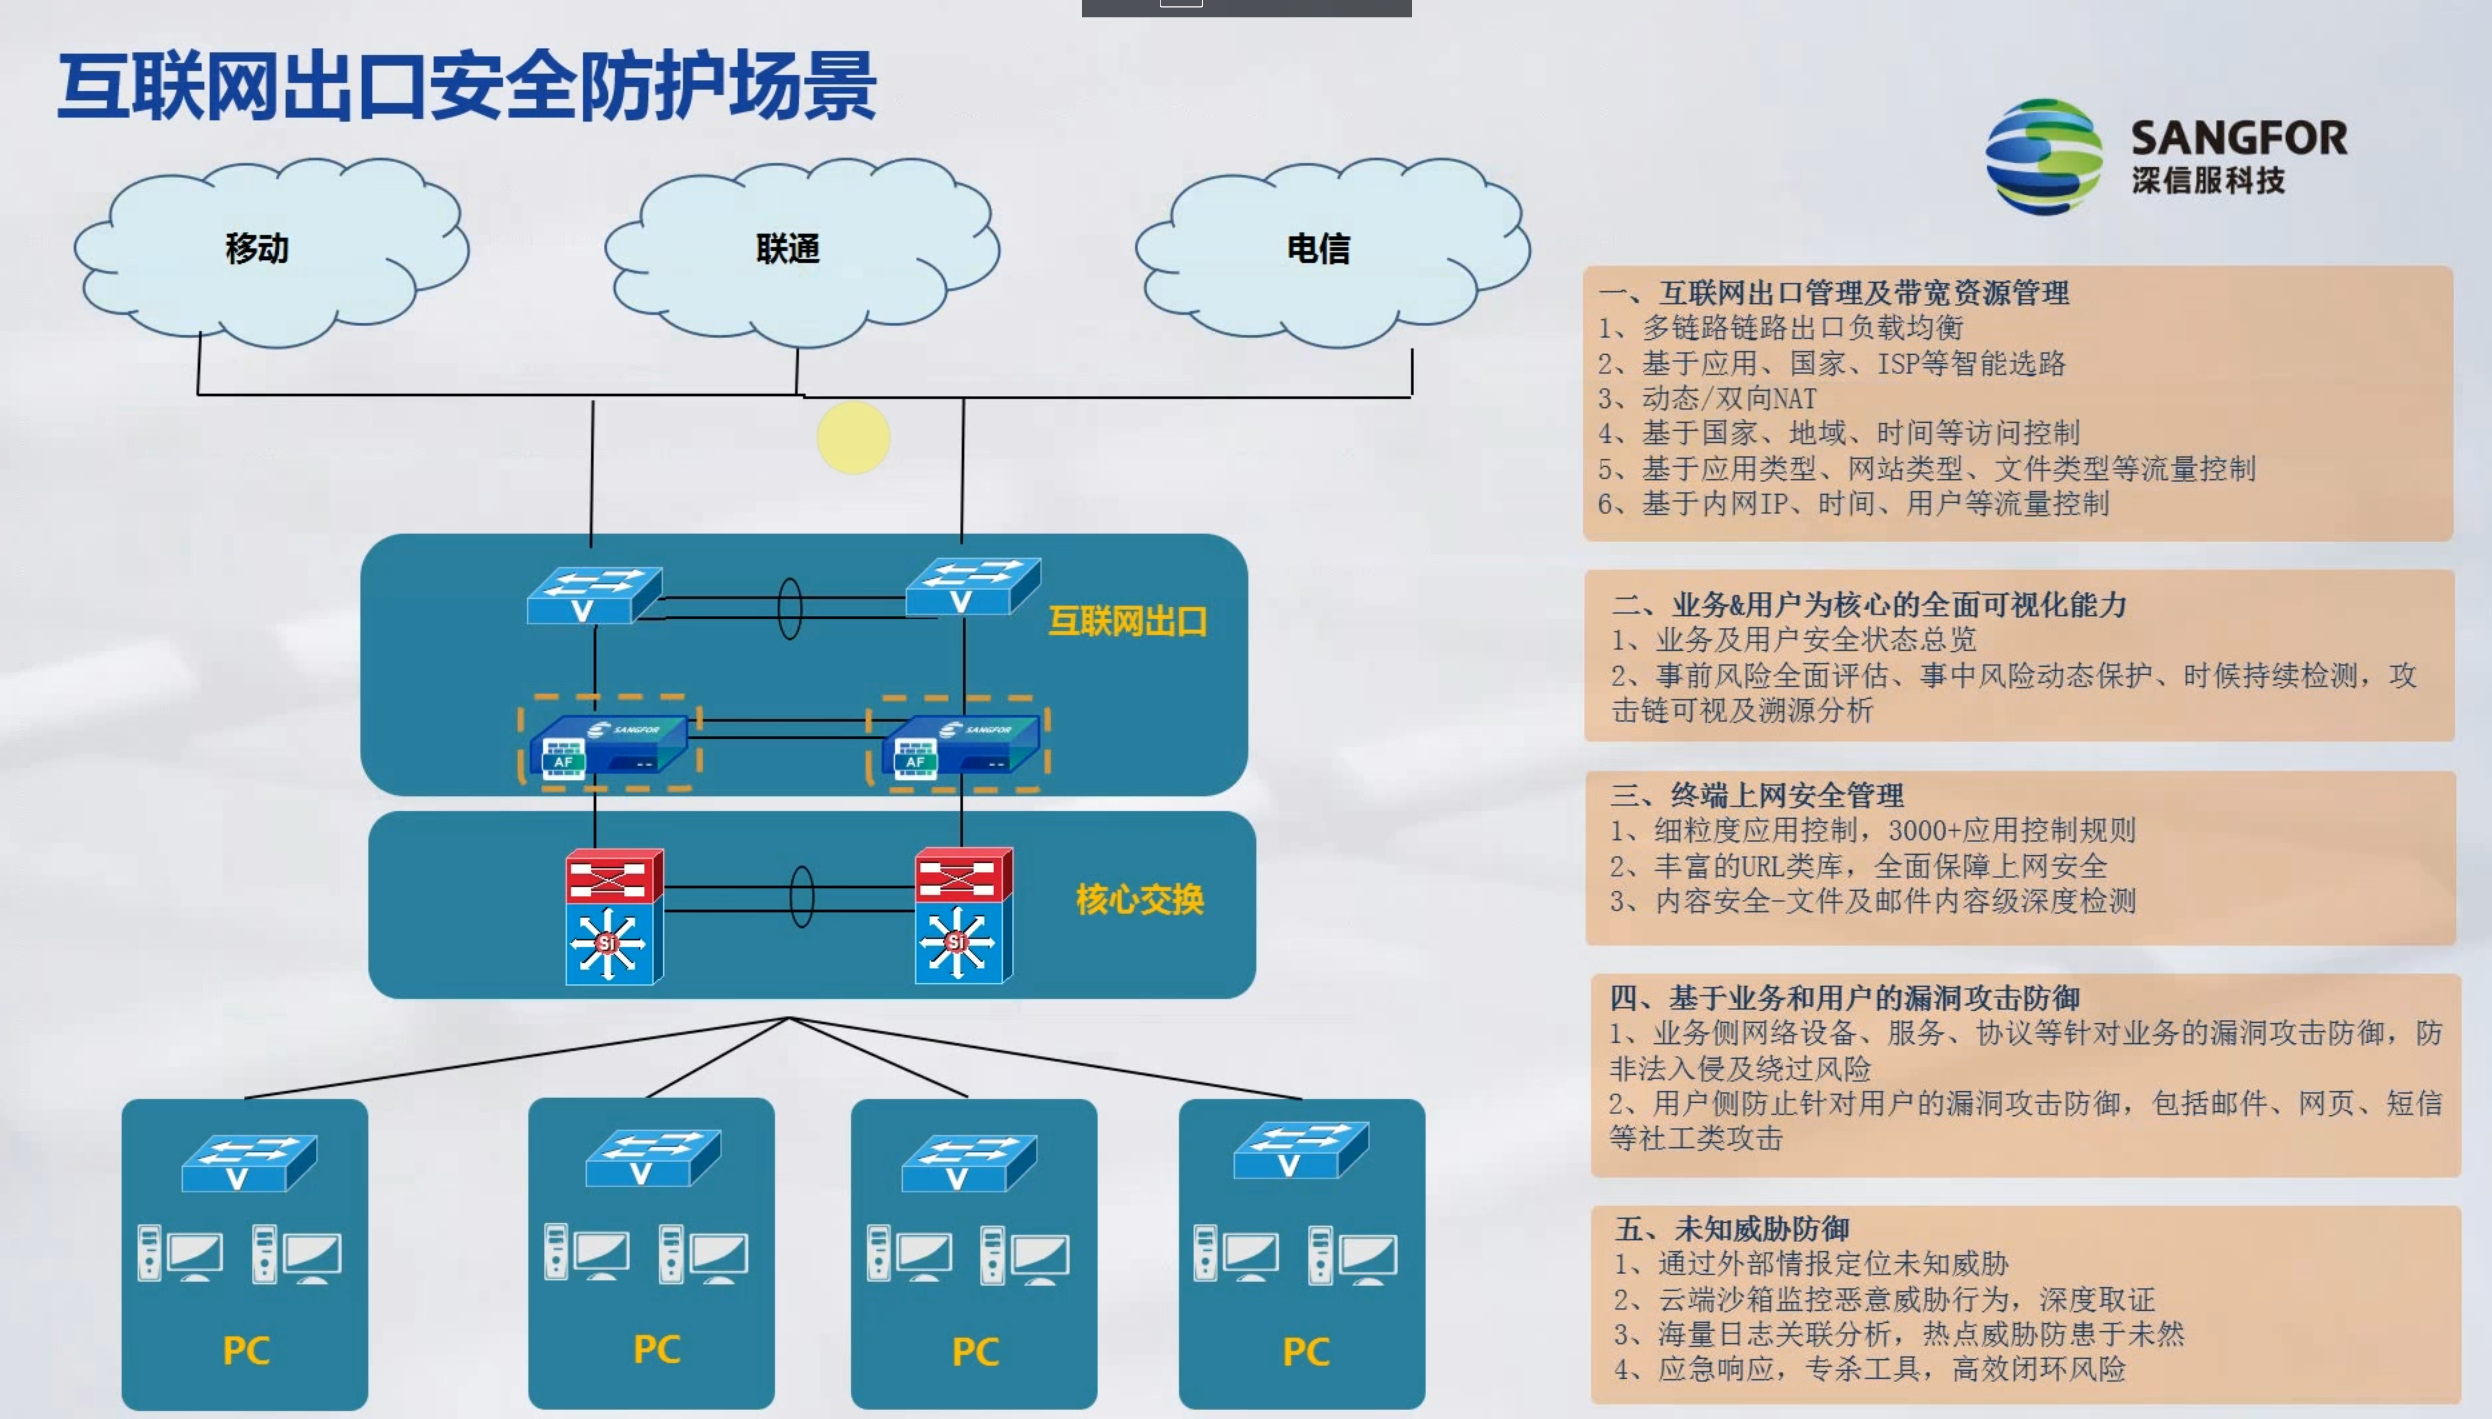 互联网出口安全防护场景
SANGFOR
深信服科技
移动
联通
电信
互联网出口
V
V
SANGFOR
AF
SANGFOR
AF
核心交换
Si
Si
V
V
V
V
PC
PC
PC
PC
一、互联网出口管理及带宽资源管理
1、多链路链路出口负载均衡
2、基于应用、国家、ISP等智能选路
3、动态/双向NAT
4、基于国家、地域、时间等访问控制
5、基于应用类型、网站类型、文件类型等流量控制
6、基于内网IP、时间、用户等流量控制
二、业务&用户为核心的全面可视化能力
1、业务及用户安全状态总览
2、事前风险全面评估、事中风险动态保护、时候持续检测，攻
击链可视及溯源分析
三、终端上网安全管理
1、细粒度应用控制，3000+应用控制规则
2、丰富的URL类库，全面保障上网安全
3、内容安全-文件及邮件内容级深度检测
四、基于业务和用户的漏洞攻击防御
1、业务侧网络设备、服务、协议等针对业务的漏洞攻击防御，防
非法入侵及绕过风险
2、用户侧防止针对用户的漏洞攻击防御，包括邮件、网页、短信
等社工类攻击
五、未知威胁防御
1、通过外部情报定位未知威胁
2、云端沙箱监控恶意威胁行为，深度取证
3、海量日志关联分析，热点威胁防患于未然
4、应急响应，专杀工具，高效闭环风险